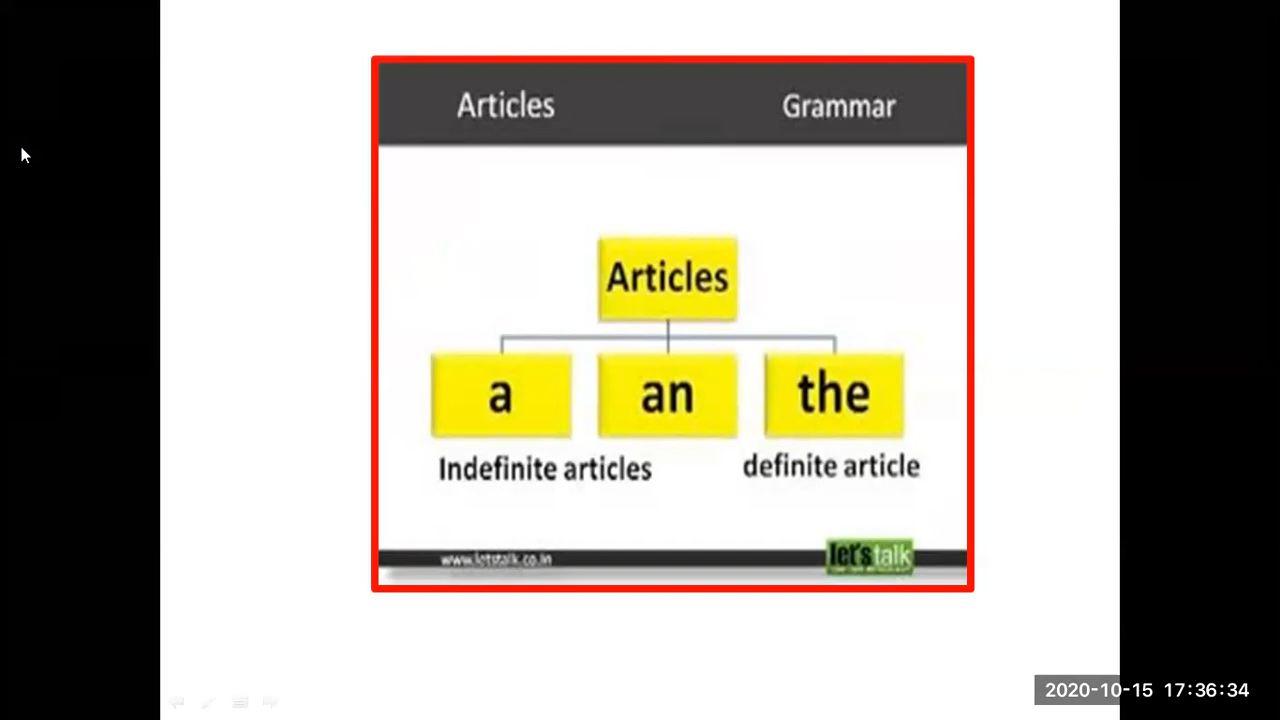 Articles Grammar
Articles
a an the
Indefinite articles definite article
www.letstalk.co.in let's talk
2020-10-15 17:36:34